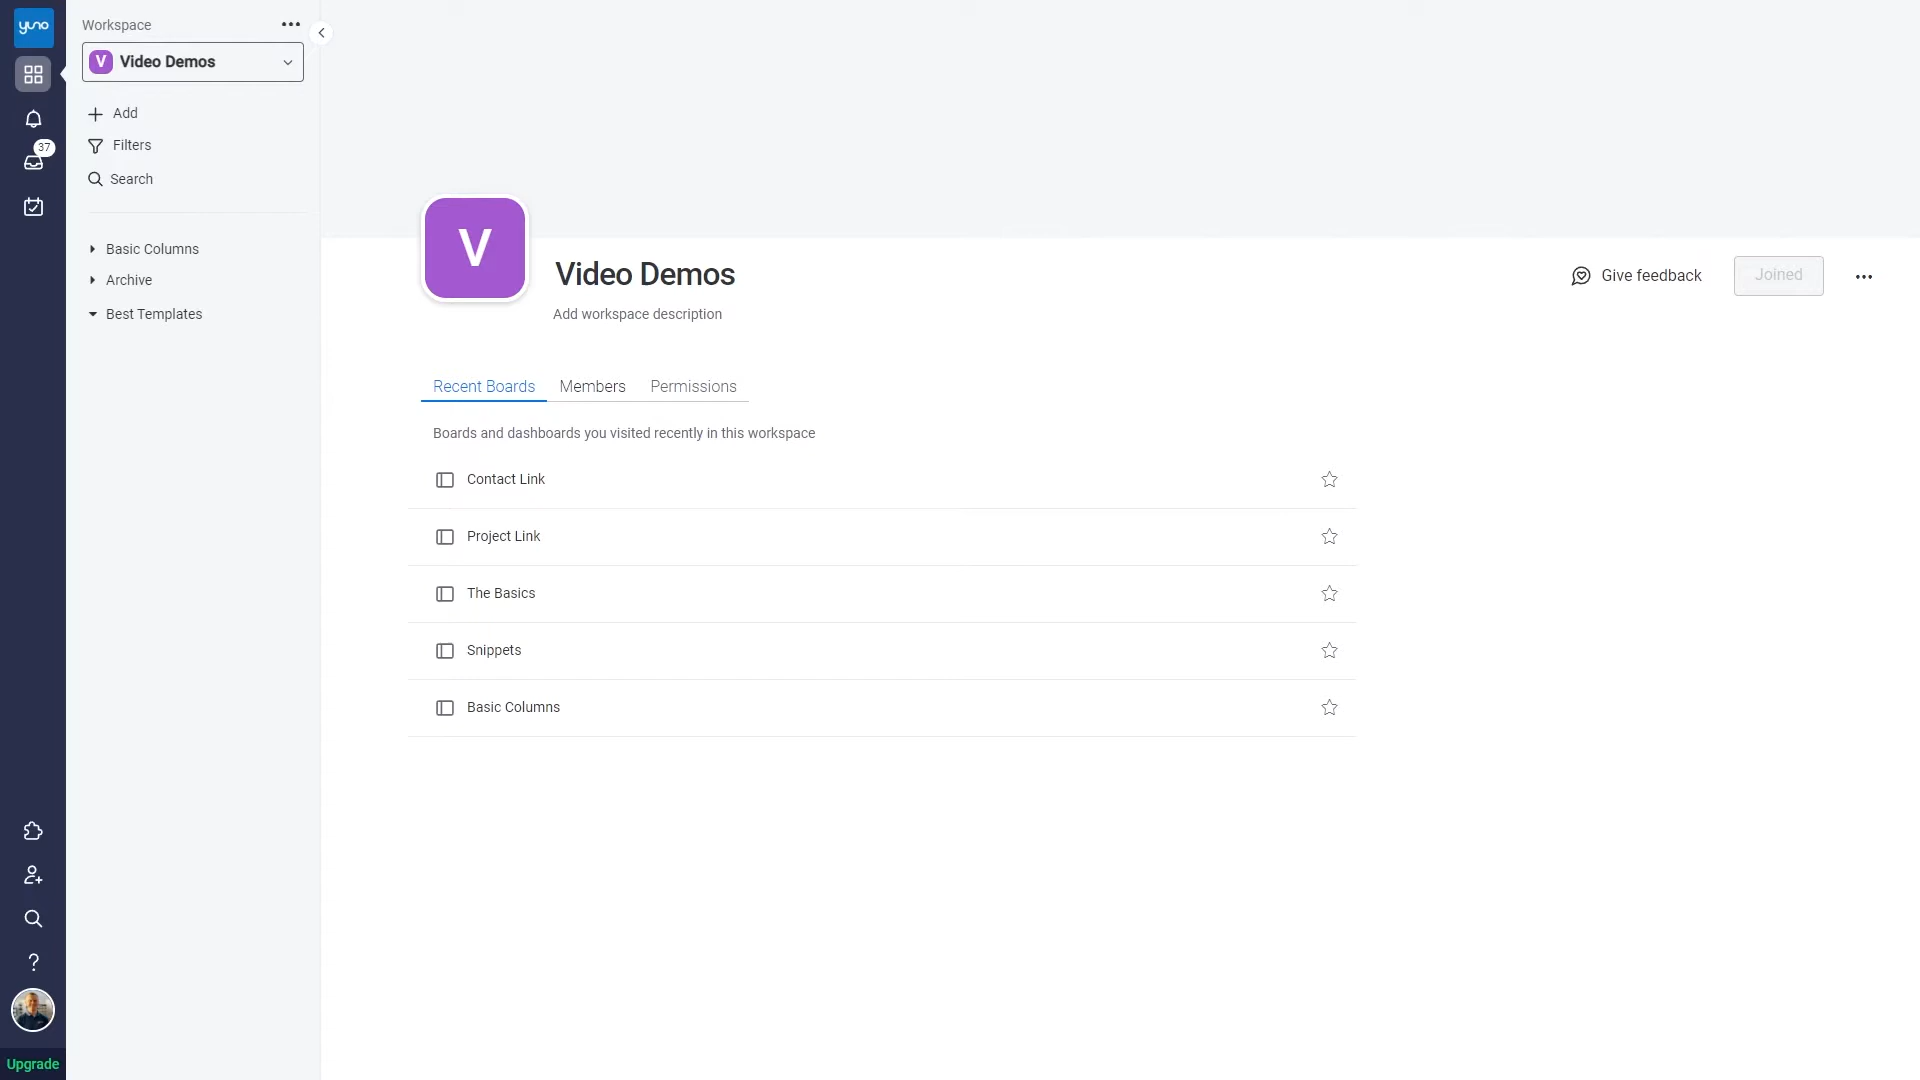 yuno
Workspace
V Video Demos
Add
Filters
37
Search
Basic Columns
Archive
Best Templates
V
Video Demos
Add workspace description
Give feedback
Joined
Recent Boards Members Permissions
Boards and dashboards you visited recently in this workspace
Contact Link
Project Link
The Basics
Snippets
Basic Columns
Upgrade